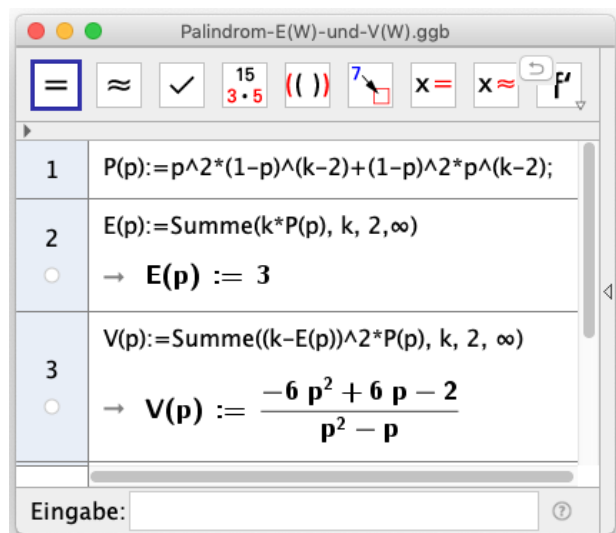 Palindrom-E(W)-und-V(W).ggb
= ≈ ✓ 15 3·5 (( )) 7 x= x≈ f'
1 P(p):=p^2*(1-p)^(k-2)+(1-p)^2*p^(k-2);
2 E(p):=Summe(k*P(p), k, 2,∞)
→ E(p) := 3
3 V(p):=Summe((k-E(p))^2*P(p), k, 2, ∞)
→ V(p) := (-6 p² + 6 p - 2) / (p² - p)
Eingabe: